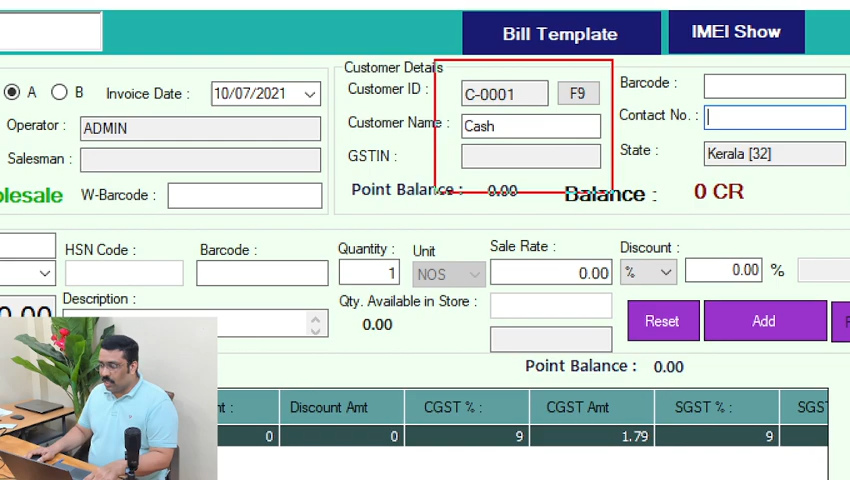 Bill Template IMEI Show
Customer Details
A B Invoice Date : 10/07/2021 Customer ID : C-0001 F9 Barcode :
Operator : ADMIN Customer Name : Cash Contact No. :
Salesman : GSTIN : State : Kerala [32]
olesale W-Barcode : Point Balance : 0.00 Balance : 0 CR
HSN Code : Barcode : Quantity : Unit Sale Rate : Discount :
1 NOS 0.00 % 0.00 %
Description : Qty. Available in Store :
0.00 Reset Add
Point Balance : 0.00
nt : Discount Amt CGST % : CGST Amt SGST % : SGST
0 0 9 1.79 9